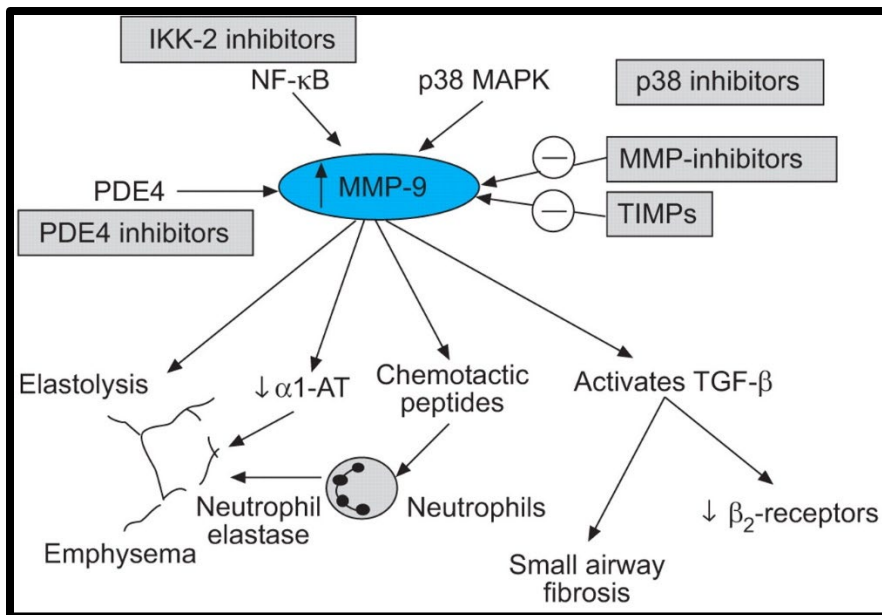 IKK-2 inhibitors
NF-κB
p38 MAPK
p38 inhibitors
MMP-inhibitors
PDE4
↑ MMP-9
TIMPs
PDE4 inhibitors
Elastolysis
↓ α1-AT
Chemotactic
peptides
Activates TGF-β
Neutrophil
elastase
Neutrophils
↓ β₂-receptors
Emphysema
Small airway
fibrosis